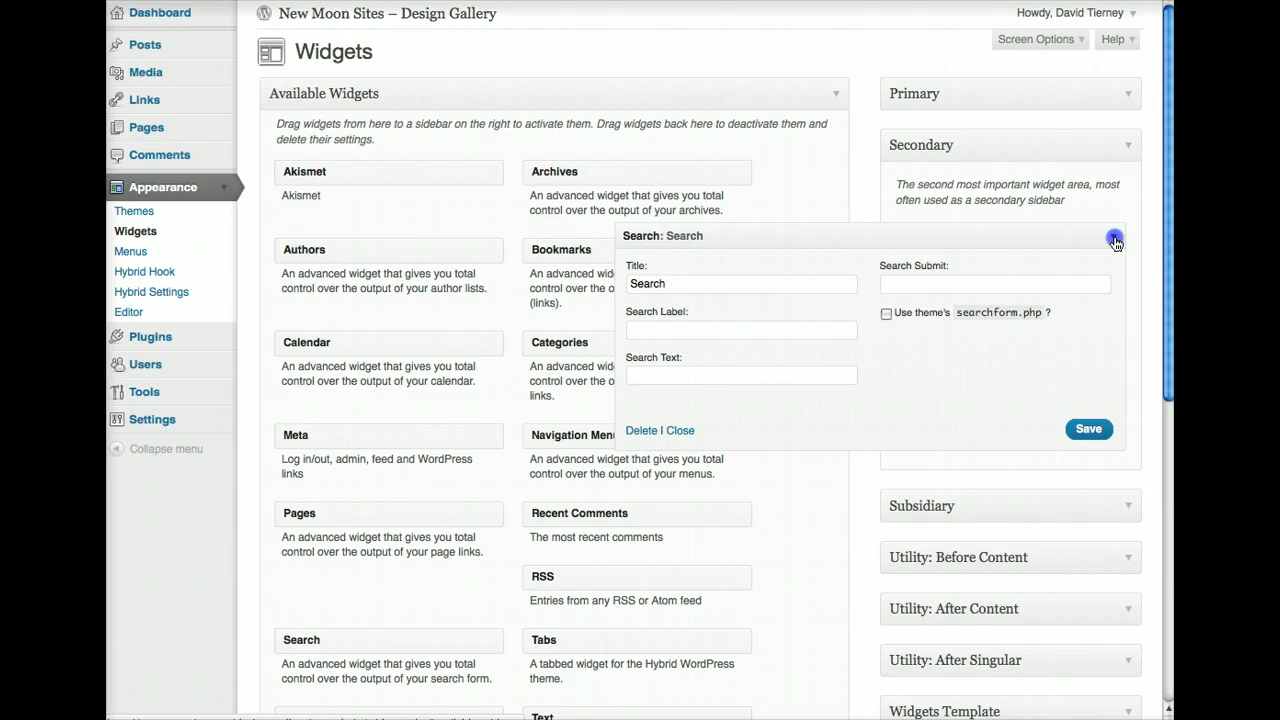 Dashboard
Posts
Media
Links
Pages
Comments
Appearance
Themes
Widgets
Menus
Hybrid Hook
Hybrid Settings
Editor
Plugins
Users
Tools
Settings
Collapse menu
New Moon Sites – Design Gallery
Howdy, David Tierney
Screen Options
Help
Widgets
Available Widgets
Drag widgets from here to a sidebar on the right to activate them. Drag widgets back here to deactivate them and
delete their settings.
Akismet
Akismet
Archives
An advanced widget that gives you total
control over the output of your archives.
Authors
An advanced widget that gives you total
control over the output of your author lists.
Bookmarks
An advanced
control over the o
(links).
Calendar
An advanced widget that gives you total
control over the output of your calendar.
Categories
An advanced
control over the o
links.
Meta
Log in/out, admin, feed and WordPress
links
Navigation Menu
An advanced widget that gives you total
control over the output of your menus.
Pages
An advanced widget that gives you total
control over the output of your page links.
Recent Comments
The most recent comments
RSS
Entries from any RSS or Atom feed
Search
An advanced widget that gives you total
control over the output of your search form.
Tabs
A tabbed widget for the Hybrid WordPress
theme.
Text
Search: Search
Title:
Search
Search Label:
Search Text:
Search Submit:
Use theme's searchform.php ?
Delete | Close
Save
Primary
Secondary
The second most important widget area, most
often used as a secondary sidebar
Subsidiary
Utility: Before Content
Utility: After Content
Utility: After Singular
Widgets Template